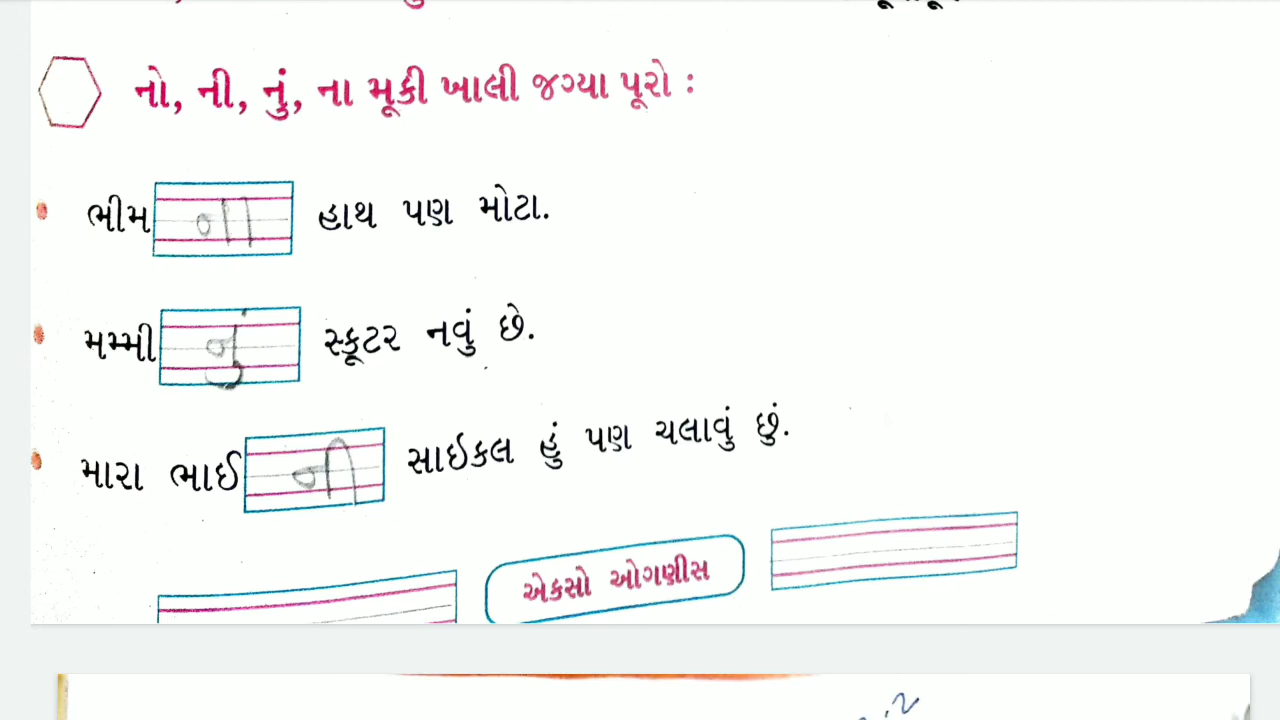 નો, ની, નું, ના મૂકી ખાલી જગ્યા પૂરો :
ભીમ ના હાથ પણ મોટા.
મમ્મી નું સ્કૂટર નવું છે.
મારા ભાઈ ની સાઇકલ હું પણ ચલાવું છું.
એકસો ઓગણીસ